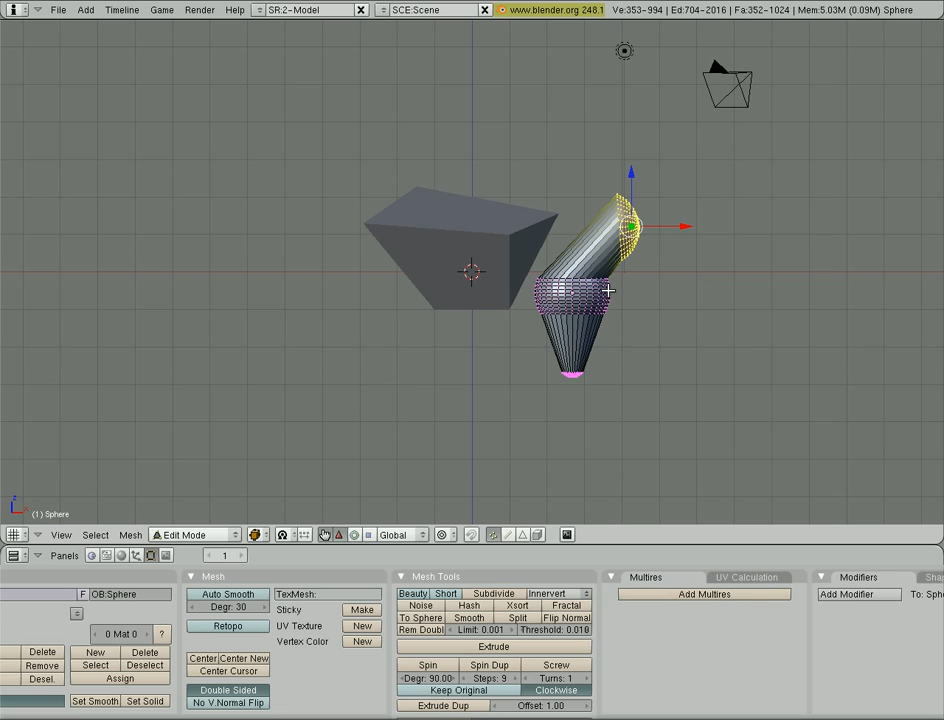 File Add Timeline Game Render Help SR:2-Model SCE:Scene www.blender.org 248.1 Ve:353-994 | Ed:704-2016 | Fa:352-1024 | Mem:5.03M (0.09M) Sphere
z
x
(1) Sphere
View Select Mesh Edit Mode Global
Panels 1
Mesh Mesh Tools Multires UV Calculation Modifiers Sha
F OB:Sphere Auto Smooth TexMesh: Beauty Short Subdivide Innervert Add Multires Add Modifier To: Sph
Degr: 30 Sticky Make Noise Hash Xsort Fractal
To Sphere Smooth Split Flip Normal
0 Mat 0 ? Retopo UV Texture New Rem Doubl Limit: 0.001 Threshold: 0.010
Vertex Color New
Delete New Delete Extrude
Remove Select Deselect Center Center New Spin Spin Dup Screw
Desel. Assign Center Cursor Degr: 90.00 Steps: 9 Turns: 1
Double Sided Keep Original Clockwise
Set Smooth Set Solid No V.Normal Flip Extrude Dup Offset: 1.00